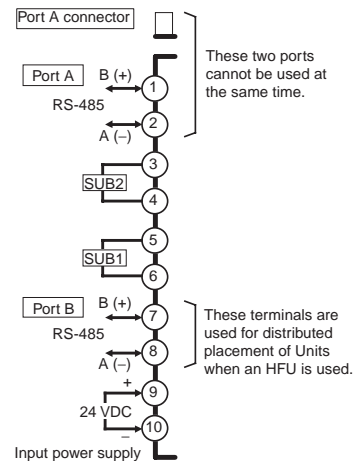 Port A connector
These two ports
cannot be used at
the same time.
Port A
B (+)
1
RS-485
2
A (−)
3
SUB2
4
5
SUB1
6
Port B
B (+)
7
RS-485
8
A (−)
These terminals are
used for distributed
placement of Units
when an HFU is used.
+
9
24 VDC
−
10
Input power supply